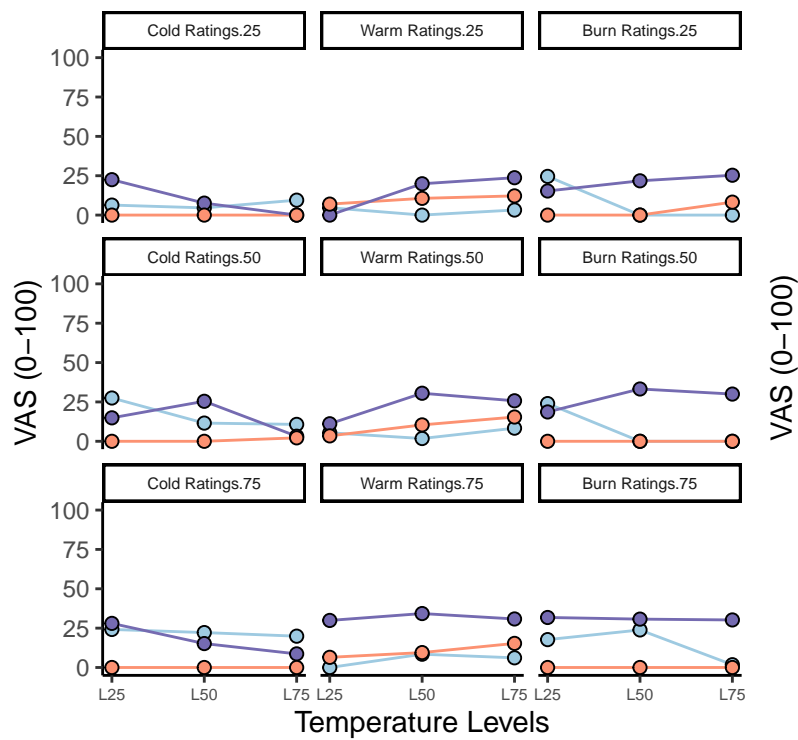 Cold Ratings.25
Warm Ratings.25
Burn Ratings.25
100
75
50
25
0
Cold Ratings.50
Warm Ratings.50
Burn Ratings.50
100
75
50
25
0
VAS (0−100)
VAS (0−100)
Cold Ratings.75
Warm Ratings.75
Burn Ratings.75
100
75
50
25
0
L25 L50 L75 L25 L50 L75 L25 L50 L75
Temperature Levels